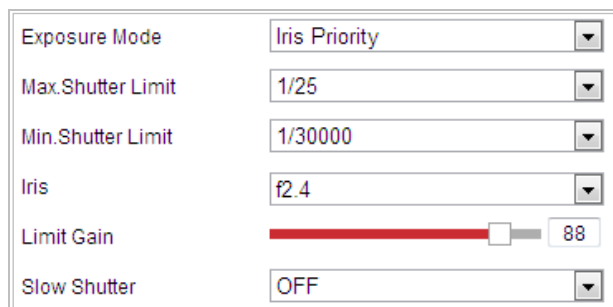 Exposure Mode Iris Priority
Max.Shutter Limit 1/25
Min.Shutter Limit 1/30000
Iris f2.4
Limit Gain 88
Slow Shutter OFF